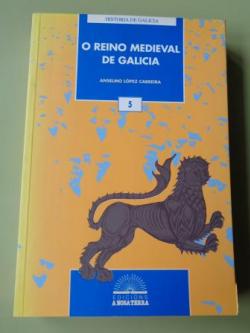 HISTORIA DE GALICIA
O REINO MEDIEVAL
DE GALICIA
ANSELMO LÓPEZ CARREIRA
5
EDICIÓNS
A NOSA TERRA